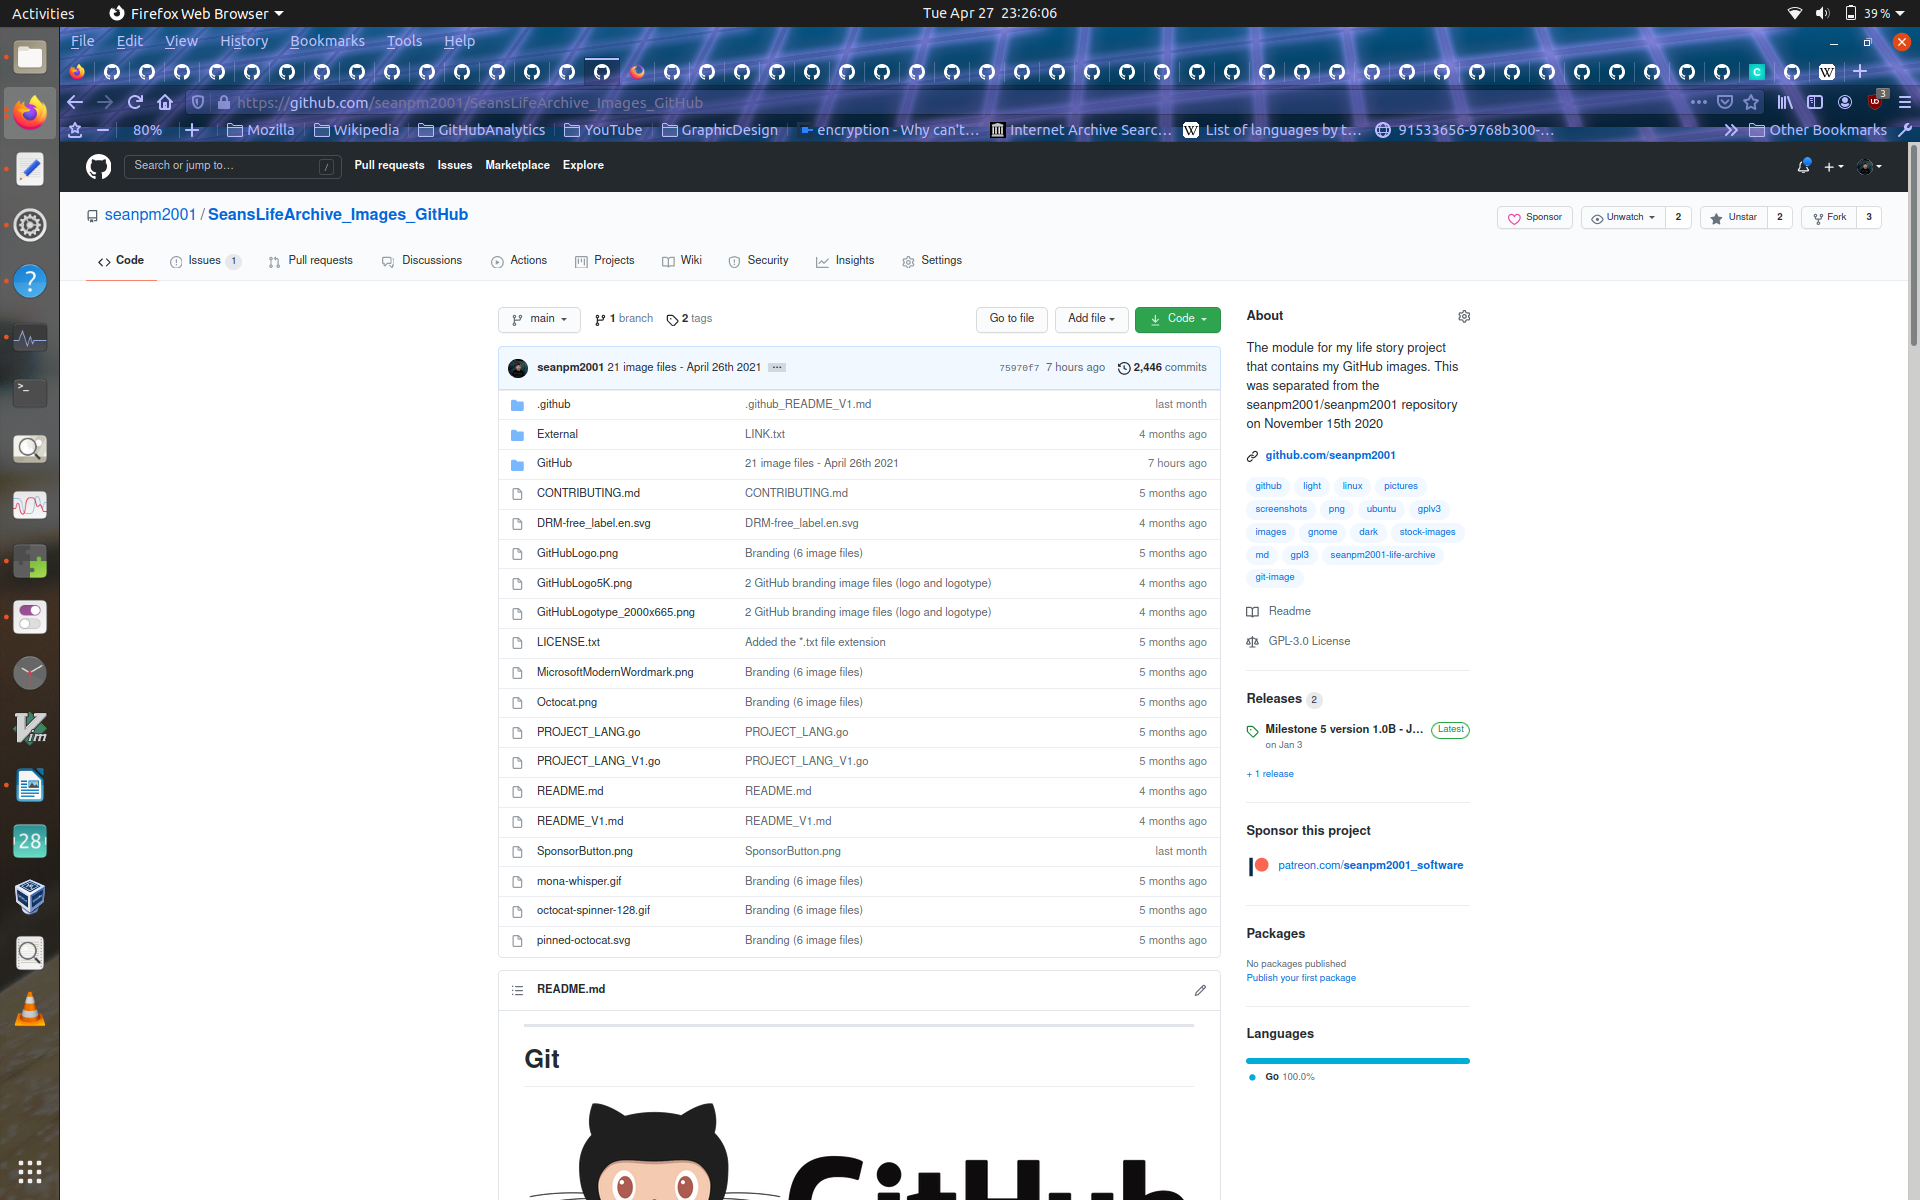 Activities Firefox Web Browser Tue Apr 27 23:26:06 39 %
File Edit View History Bookmarks Tools Help
https://github.com/seanpm2001/SeansLifeArchive_Images_GitHub 3
80% Mozilla Wikipedia GitHubAnalytics YouTube GraphicDesign encryption - Why can't… Internet Archive Searc… List of languages by t… 91533656-9768b300-… Other Bookmarks
Search or jump to… / Pull requests Issues Marketplace Explore
seanpm2001 / SeansLifeArchive_Images_GitHub Sponsor Unwatch 2 Unstar 2 Fork 3
Code Issues 1 Pull requests Discussions Actions Projects Wiki Security Insights Settings
main 1 branch 2 tags Go to file Add file Code
seanpm2001 21 image files - April 26th 2021 … 75970f7 7 hours ago 2,446 commits
.github .github_README_V1.md last month
External LINK.txt 4 months ago
GitHub 21 image files - April 26th 2021 7 hours ago
CONTRIBUTING.md CONTRIBUTING.md 5 months ago
DRM-free_label.en.svg DRM-free_label.en.svg 4 months ago
GitHubLogo.png Branding (6 image files) 5 months ago
GitHubLogo5K.png 2 GitHub branding image files (logo and logotype) 4 months ago
GitHubLogotype_2000x665.png 2 GitHub branding image files (logo and logotype) 4 months ago
LICENSE.txt Added the *.txt file extension 5 months ago
MicrosoftModernWordmark.png Branding (6 image files) 5 months ago
Octocat.png Branding (6 image files) 5 months ago
PROJECT_LANG.go PROJECT_LANG.go 5 months ago
PROJECT_LANG_V1.go PROJECT_LANG_V1.go 5 months ago
README.md README.md 4 months ago
README_V1.md README_V1.md 4 months ago
SponsorButton.png SponsorButton.png last month
mona-whisper.gif Branding (6 image files) 5 months ago
octocat-spinner-128.gif Branding (6 image files) 5 months ago
pinned-octocat.svg Branding (6 image files) 5 months ago
README.md
Git
GitHub
About
The module for my life story project
that contains my GitHub images. This
was separated from the
seanpm2001/seanpm2001 repository
on November 15th 2020
github.com/seanpm2001
github light linux pictures
screenshots png ubuntu gplv3
images gnome dark stock-images
md gpl3 seanpm2001-life-archive
git-image
Readme
GPL-3.0 License
Releases 2
Milestone 5 version 1.0B - J… Latest
on Jan 3
+ 1 release
Sponsor this project
patreon.com/seanpm2001_software
Packages
No packages published
Publish your first package
Languages
Go 100.0%
28